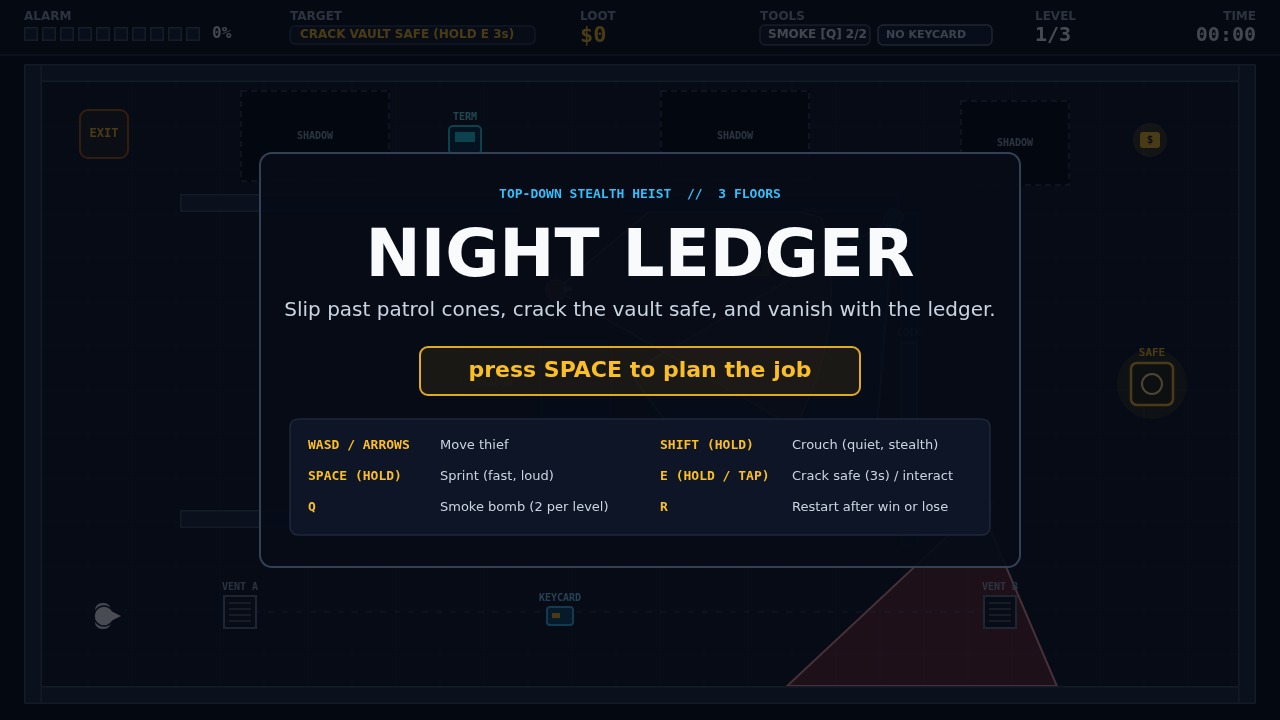 ALARM TARGET LOOT TOOLS LEVEL TIME
0% CRACK VAULT SAFE (HOLD E 3s) $0 SMOKE [Q] 2/2 NO KEYCARD 1/3 00:00
EXIT SHADOW TERM SHADOW SHADOW $
TOP-DOWN STEALTH HEIST // 3 FLOORS
NIGHT LEDGER
Slip past patrol cones, crack the vault safe, and vanish with the ledger.
press SPACE to plan the job
SAFE
WASD / ARROWS Move thief SHIFT (HOLD) Crouch (quiet, stealth)
SPACE (HOLD) Sprint (fast, loud) E (HOLD / TAP) Crack safe (3s) / interact
Q Smoke bomb (2 per level) R Restart after win or lose
VENT A KEYCARD VENT B